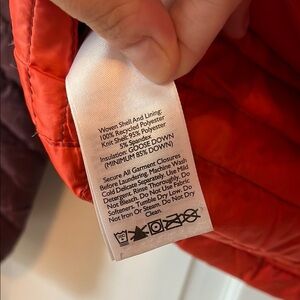 Woven Shell And Lining:
100% Recycled Polyester
Knit Shell: 95% Polyester
5% Spandex
Insulation: GOOSE DOWN
(MINIMUM 85% DOWN)
Secure All Garment Closures
Before Laundering. Machine Wash
Cold Delicate Separately. Use Mild
Detergent. Rinse Thoroughly. Do
Not Bleach. Do Not Use Fabric
Softeners. Tumble Dry Low. Do
Not Iron Or Steam. Do Not Dry
Clean